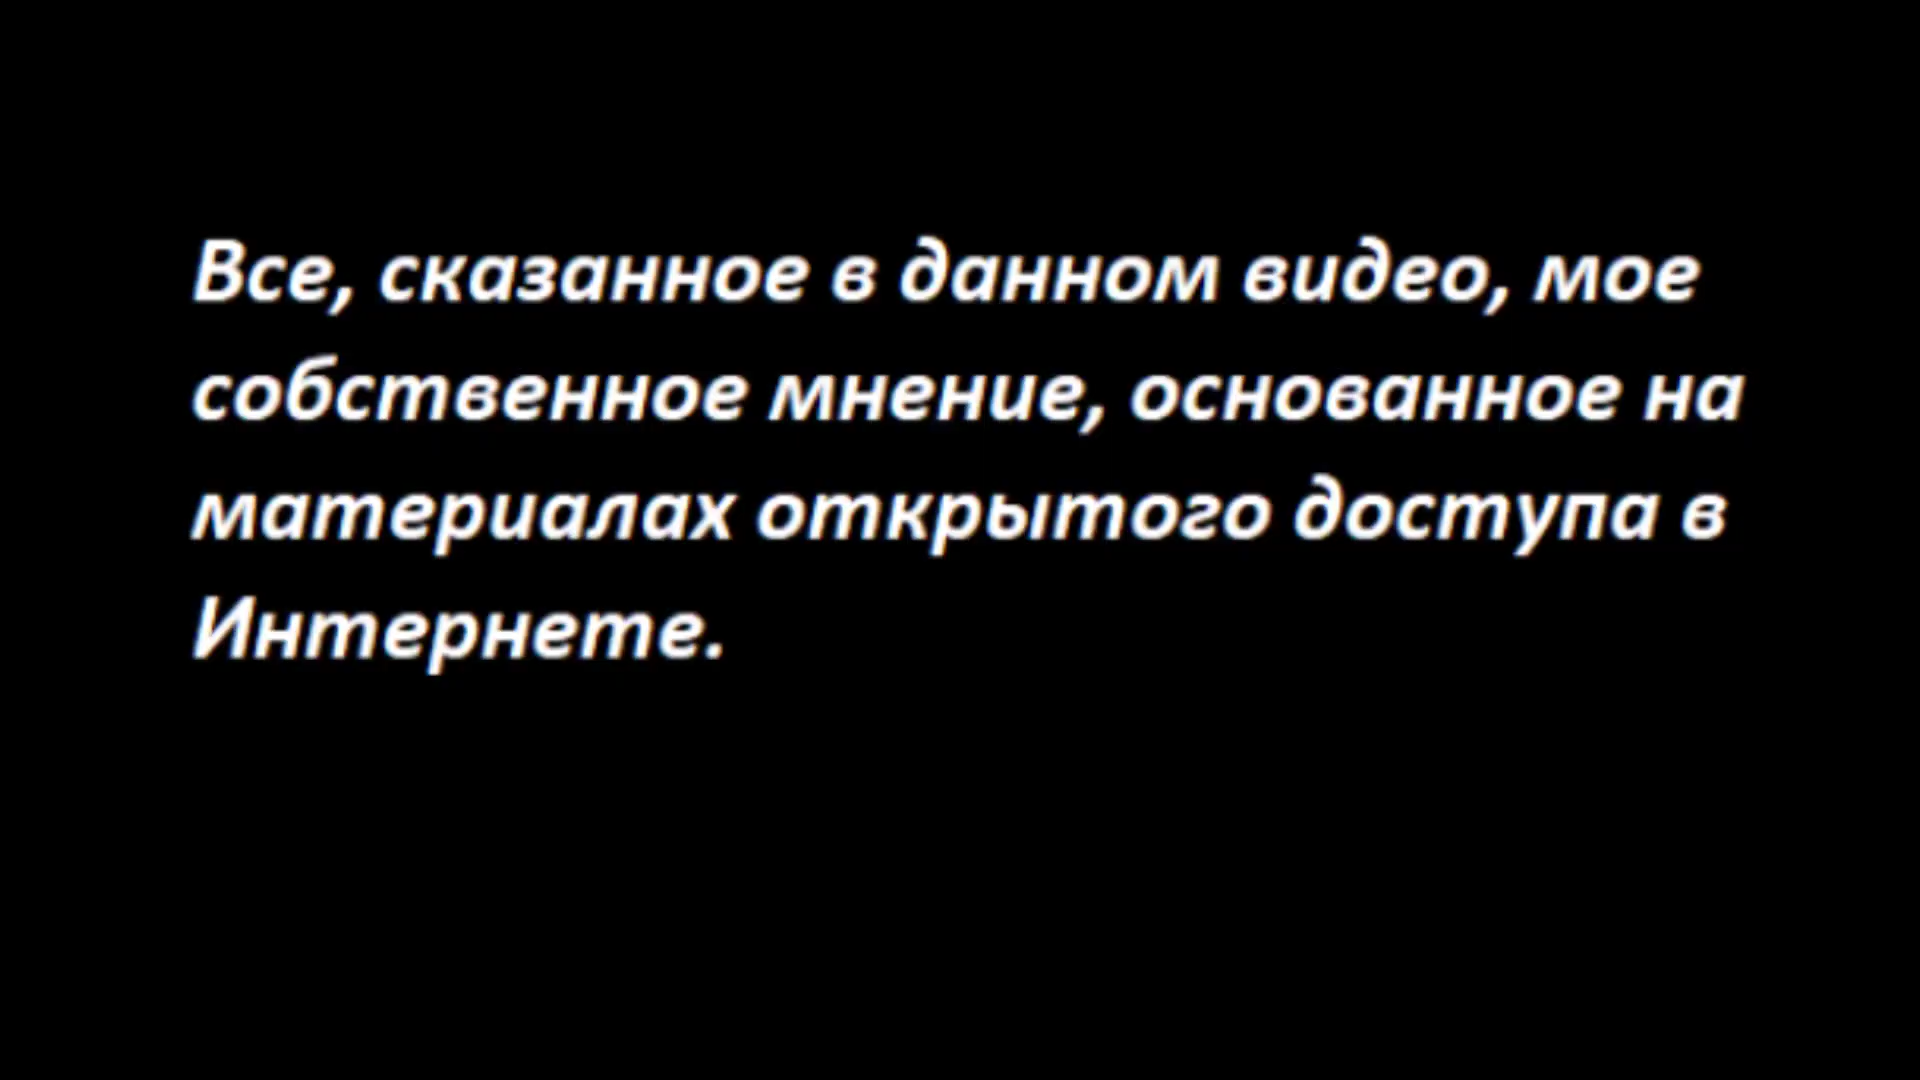 Все, сказанное в данном видео, мое
собственное мнение, основанное на
материалах открытого доступа в
Интернете.